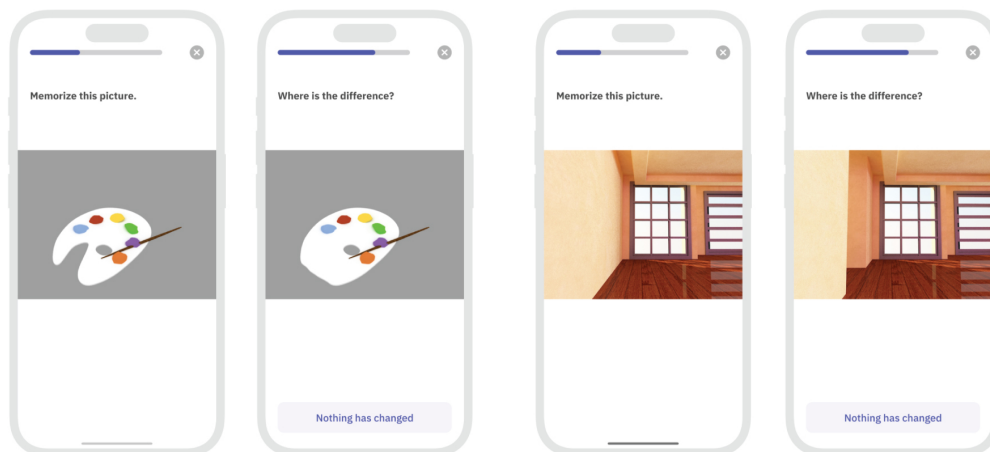 Memorize this picture.
Where is the difference?
Nothing has changed
Memorize this picture.
Where is the difference?
Nothing has changed